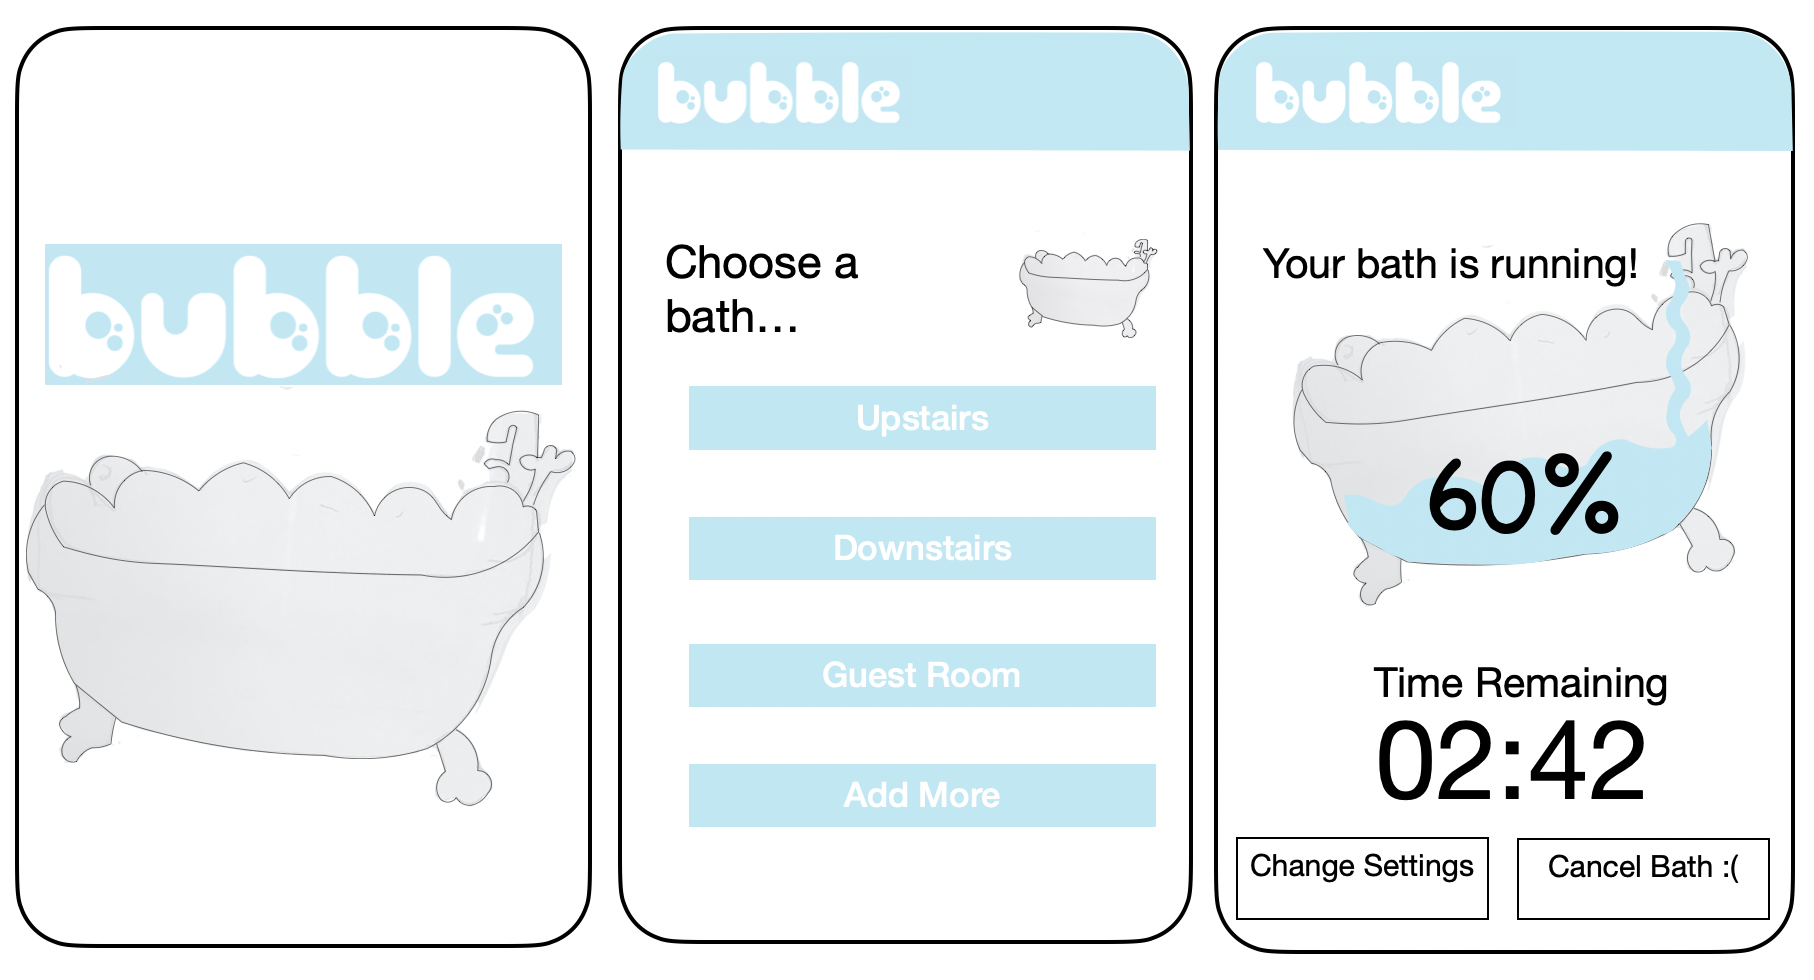 bubble
bubble
Choose a
bath...
Upstairs
Downstairs
Guest Room
Add More
bubble
Your bath is running!
60%
Time Remaining
02:42
Change Settings
Cancel Bath :(